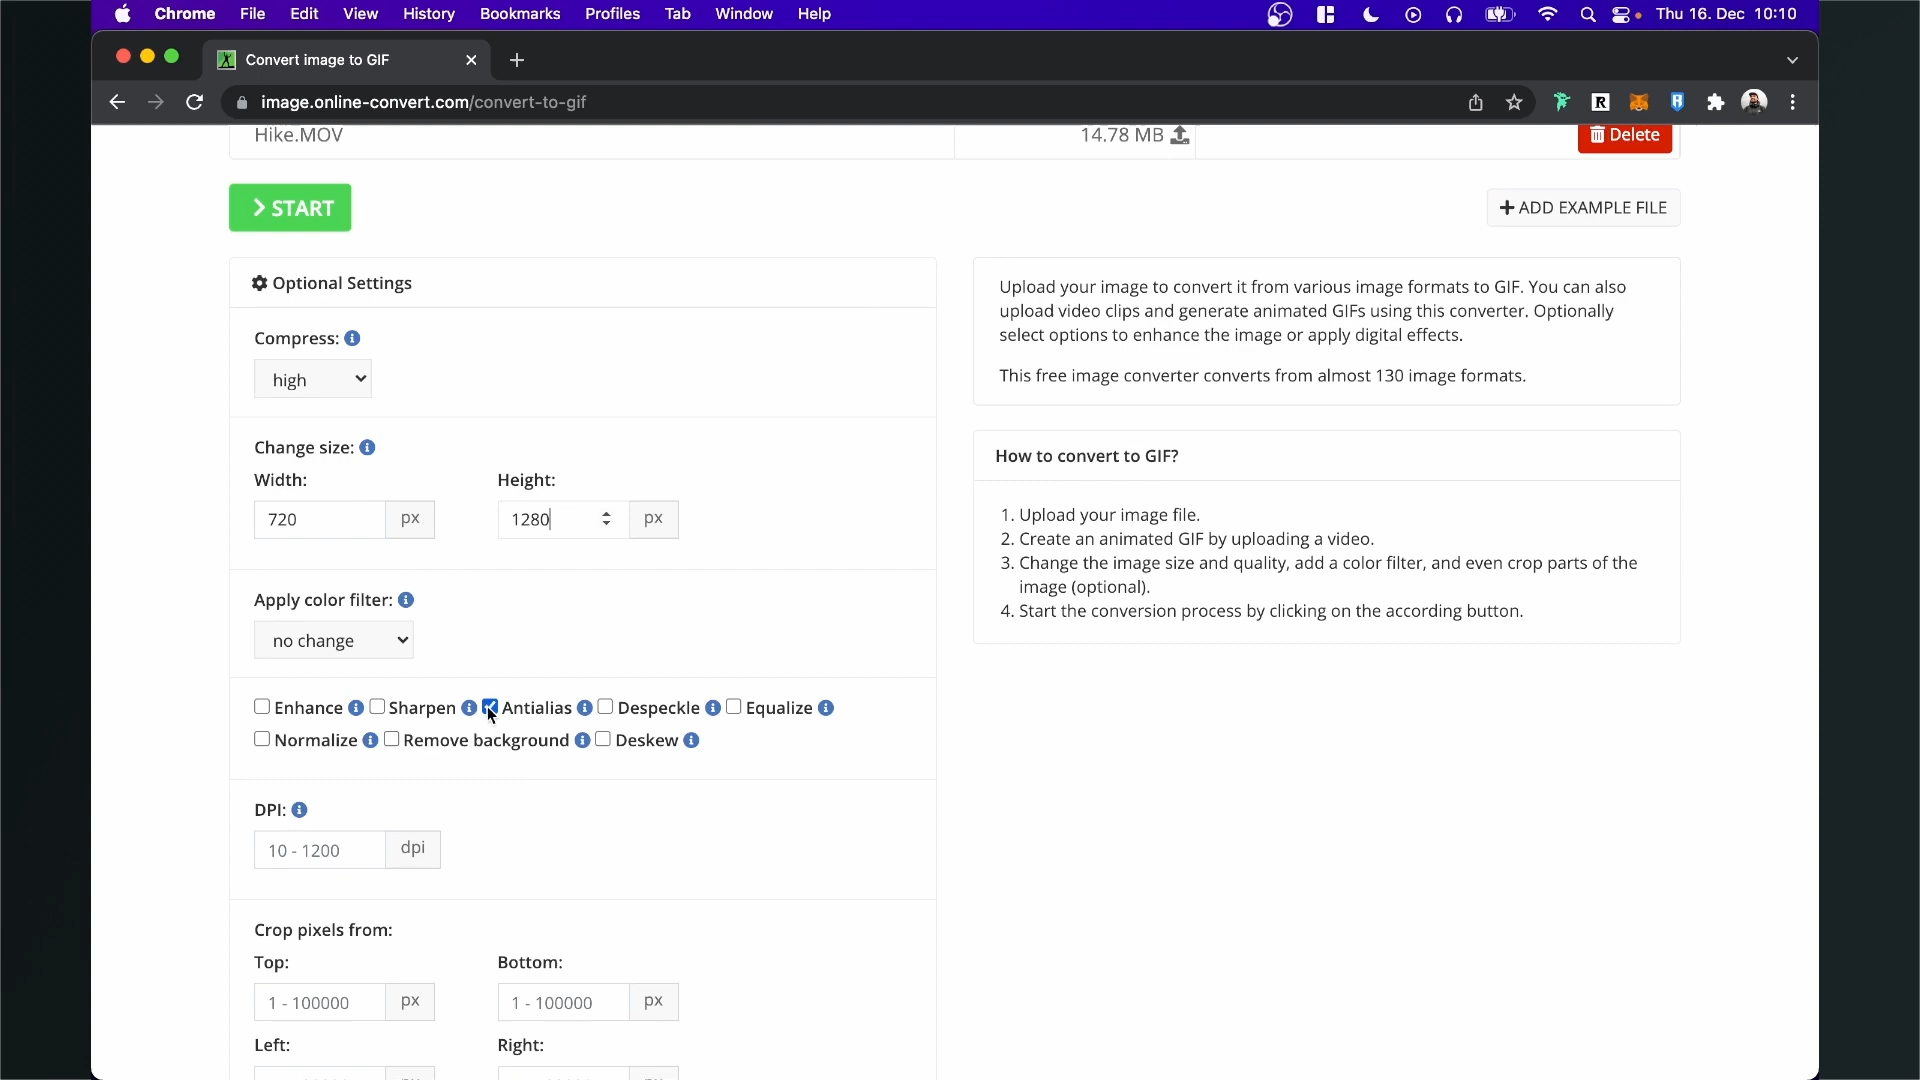 Chrome File Edit View History Bookmarks Profiles Tab Window Help Thu 16. Dec 10:10
Convert image to GIF
image.online-convert.com/convert-to-gif
Hike.MOV 14.78 MB Delete
START
ADD EXAMPLE FILE
Optional Settings
Compress:
high
Change size:
Width: Height:
720 px 1280 px
Apply color filter:
no change
Enhance Sharpen Antialias Despeckle Equalize
Normalize Remove background Deskew
DPI:
10 - 1200 dpi
Crop pixels from:
Top: Bottom:
1 - 100000 px 1 - 100000 px
Left: Right:
Upload your image to convert it from various image formats to GIF. You can also
upload video clips and generate animated GIFs using this converter. Optionally
select options to enhance the image or apply digital effects.
This free image converter converts from almost 130 image formats.
How to convert to GIF?
1. Upload your image file.
2. Create an animated GIF by uploading a video.
3. Change the image size and quality, add a color filter, and even crop parts of the
image (optional).
4. Start the conversion process by clicking on the according button.